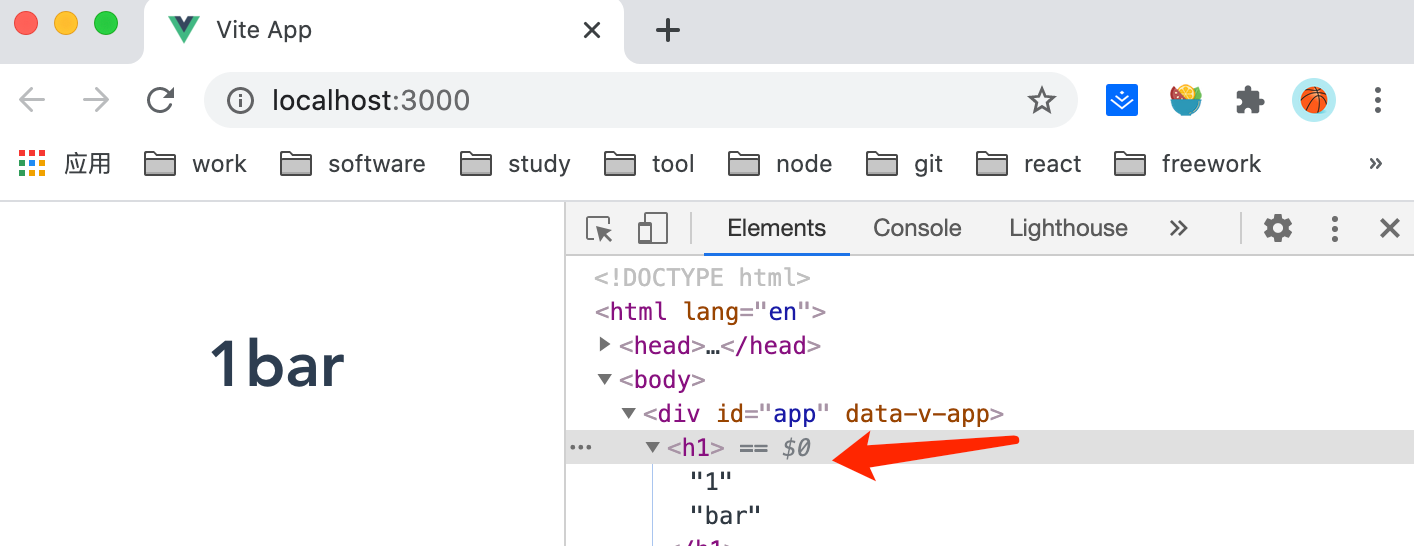 Vite App
localhost:3000
应用 work software study tool node git react freework »
Elements Console Lighthouse »
<!DOCTYPE html>
<html lang="en">
<head>…</head>
<body>
1bar
<div id="app" data-v-app>
<h1> == $0
"1"
"bar"
</h1>